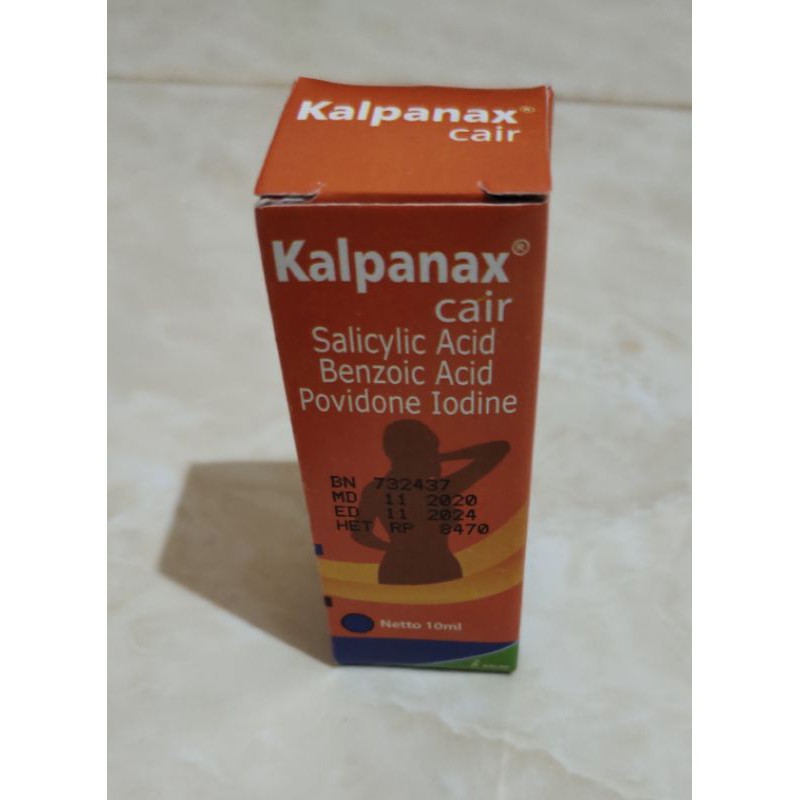 Kalpanax®
cair
Kalpanax®
cair
Salicylic Acid
Benzoic Acid
Povidone Iodine
BN 732437
MD 11 2020
ED 11 2024
HET RP 8470
Netto 10ml